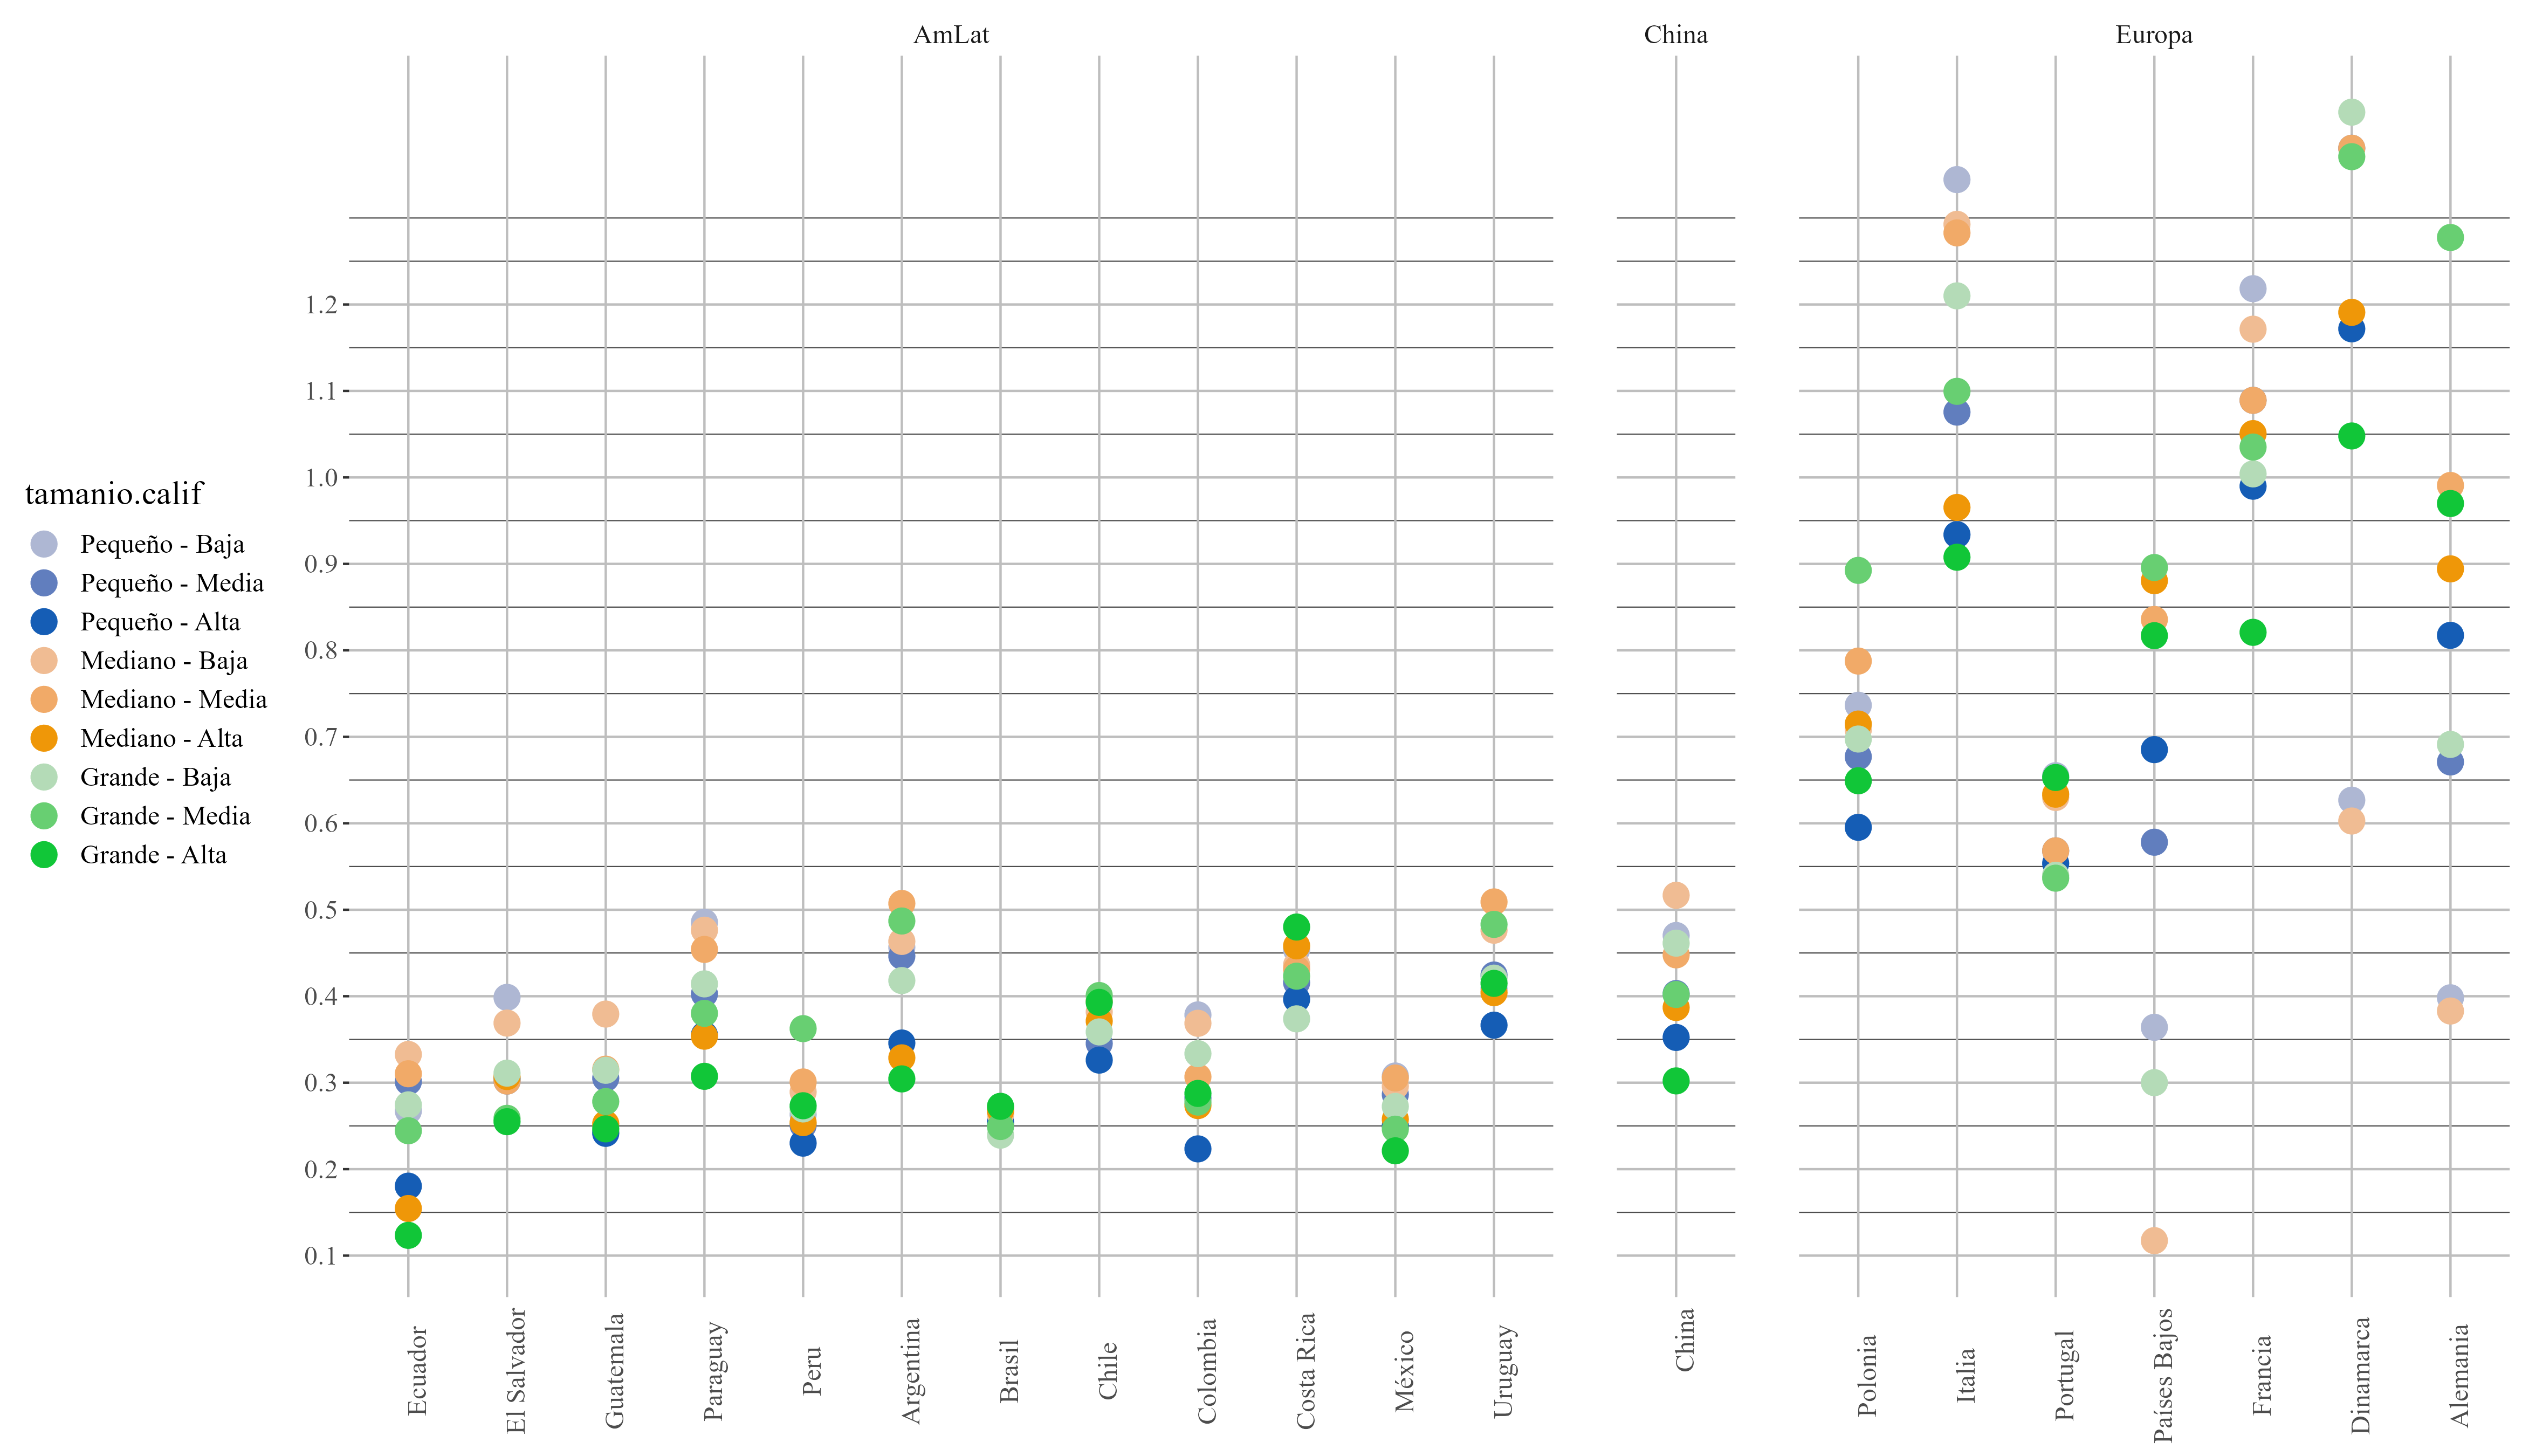 AmLat
China
Europa
1.2
1.1
1.0
0.9
0.8
0.7
0.6
0.5
0.4
0.3
0.2
0.1
tamanio.calif
Pequeño - Baja
Pequeño - Media
Pequeño - Alta
Mediano - Baja
Mediano - Media
Mediano - Alta
Grande - Baja
Grande - Media
Grande - Alta
Ecuador
El Salvador
Guatemala
Paraguay
Peru
Argentina
Brasil
Chile
Colombia
Costa Rica
México
Uruguay
China
Polonia
Italia
Portugal
Países Bajos
Francia
Dinamarca
Alemania